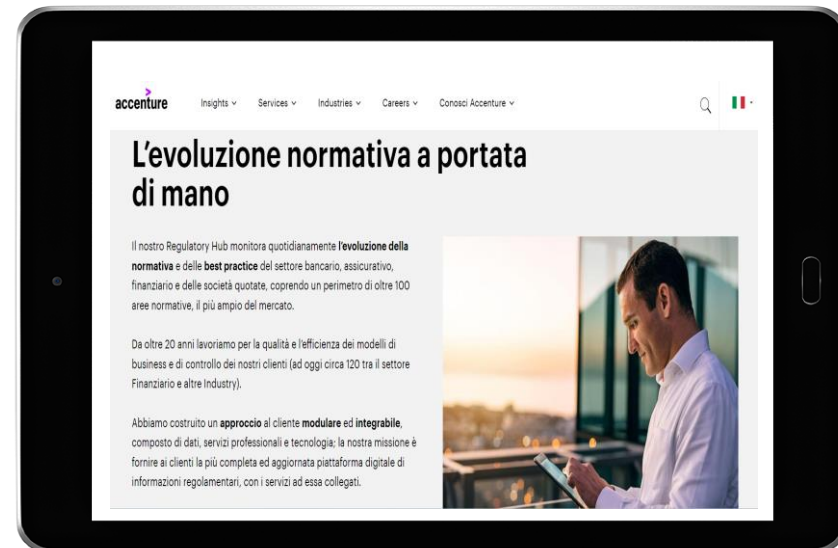 accenture
Insights Services Industries Careers Conosci Accenture
L'evoluzione normativa a portata
di mano
Il nostro Regulatory Hub monitora quotidianamente l'evoluzione della
normativa e delle best practice del settore bancario, assicurativo,
finanziario e delle società quotate, coprendo un perimetro di oltre 100
aree normative, il più ampio del mercato.
Da oltre 20 anni lavoriamo per la qualità e l'efficienza dei modelli di
business e di controllo dei nostri clienti (ad oggi circa 120 tra il settore
Finanziario e altre Industry).
Abbiamo costruito un approccio al cliente modulare ed integrabile,
composto di dati, servizi professionali e tecnologia; la nostra missione è
fornire ai clienti la più completa ed aggiornata piattaforma digitale di
informazioni regolamentari, con i servizi ad essa collegati.